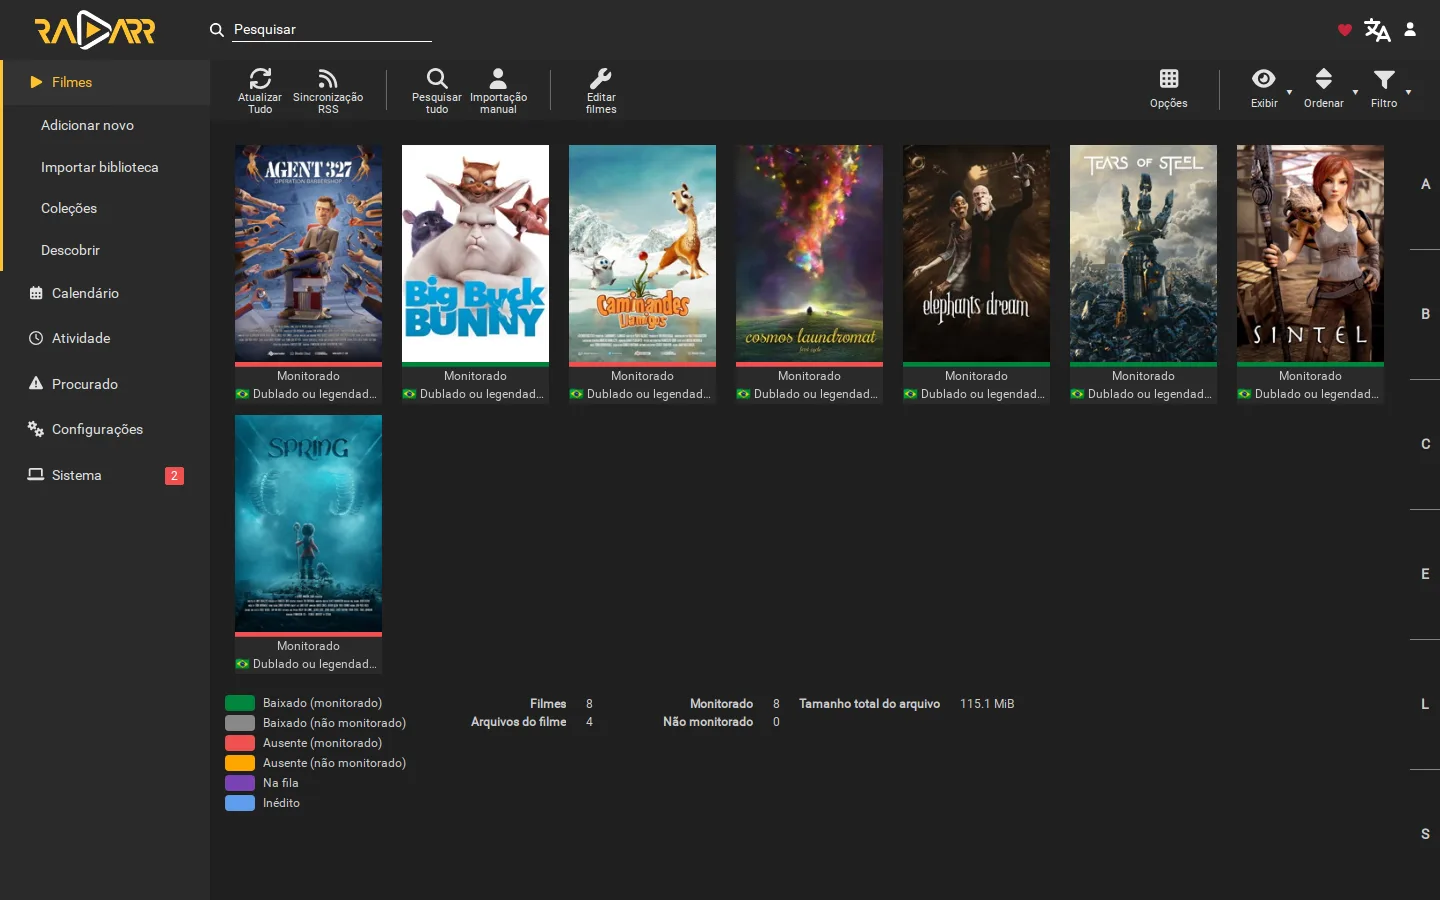 RADARR
Pesquisar
Filmes
Adicionar novo
Importar biblioteca
Coleções
Descobrir
Calendário
Atividade
Procurado
Configurações
Sistema
2
Atualizar
Tudo
Sincronização
RSS
Pesquisar
tudo
Importação
manual
Editar
filmes
Opções
Exibir
Ordenar
Filtro
AGENT 327
OPERATION BARBERSHOP
Monitorado
Dublado ou legendad...
Big Buck
BUNNY
Monitorado
Dublado ou legendad...
Caminandes
Llamigos
Monitorado
Dublado ou legendad...
cosmos laundromat
first cycle
Monitorado
Dublado ou legendad...
elephants dream
Monitorado
Dublado ou legendad...
TEARS OF STEEL
Monitorado
Dublado ou legendad...
SINTEL
Monitorado
Dublado ou legendad...
SPRING
Monitorado
Dublado ou legendad...
A
B
C
E
L
S
Baixado (monitorado)
Baixado (não monitorado)
Ausente (monitorado)
Ausente (não monitorado)
Na fila
Inédito
Filmes 8
Arquivos do filme 4
Monitorado 8
Não monitorado 0
Tamanho total do arquivo 115.1 MiB